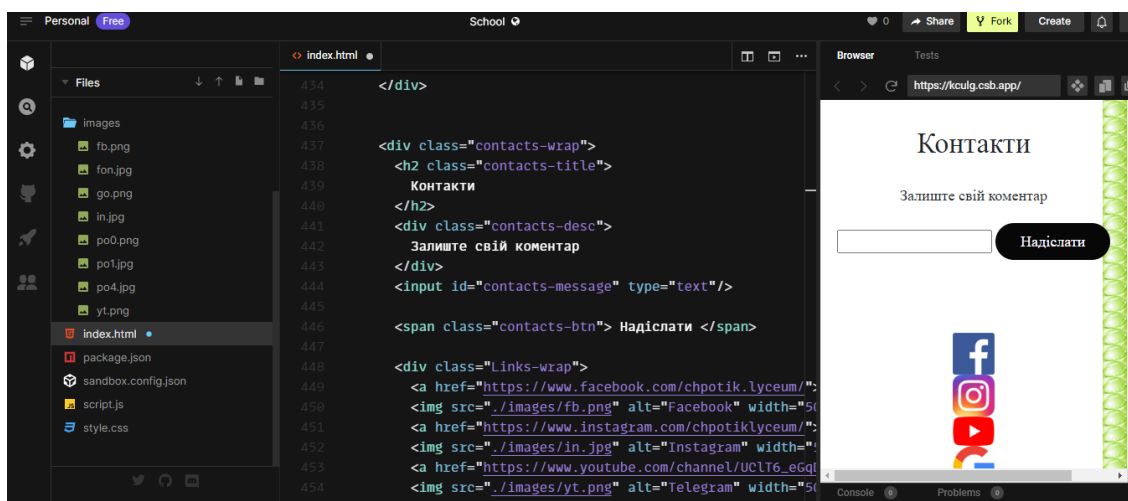 Personal Free School 0 Share Fork Create
index.html Browser Tests
Files https://kculg.csb.app/
images
fb.png
fon.jpg
go.png
in.jpg
po0.png
po1.jpg
po4.jpg
yt.png
index.html
package.json
sandbox.config.json
script.js
style.css
434 </div>
435
436
437 <div class="contacts-wrap">
438 <h2 class="contacts-title">
439 Контакти
440 </h2>
441 <div class="contacts-desc">
442 Залиште свій коментар
443 </div>
444 <input id="contacts-message" type="text"/>
445
446 <span class="contacts-btn"> Надіслати </span>
447
448 <div class="Links-wrap">
449 <a href="https://www.facebook.com/chpotik.lyceum/">
450 <img src="./images/fb.png" alt="Facebook" width="50
451 <a href="https://www.instagram.com/chpotiklyceum/">
452 <img src="./images/in.jpg" alt="Instagram" width="5
453 <a href="https://www.youtube.com/channel/UClT6_eGqD
454 <img src="./images/yt.png" alt="Telegram" width="50
Контакти
Залиште свій коментар
Надіслати
Console 0 Problems 0